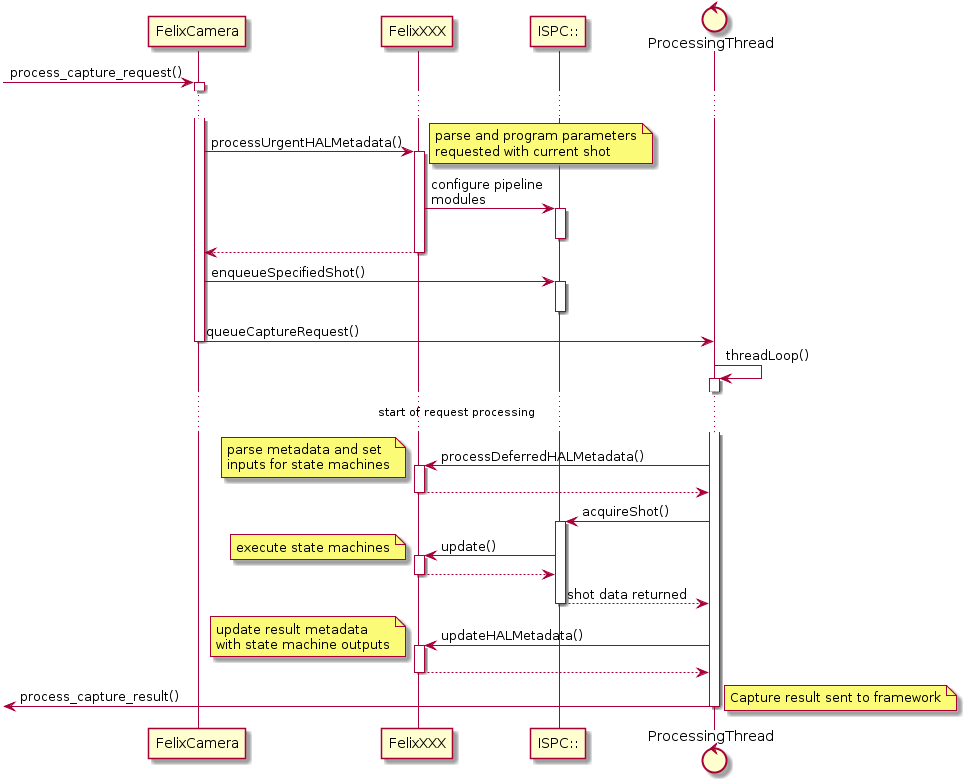 FelixCamera
FelixXXX
ISPC::
ProcessingThread
process_capture_request()
processUrgentHALMetadata()
parse and program parameters
requested with current shot
configure pipeline
modules
enqueueSpecifiedShot()
queueCaptureRequest()
threadLoop()
start of request processing
parse metadata and set
inputs for state machines
processDeferredHALMetadata()
acquireShot()
execute state machines
update()
shot data returned
update result metadata
with state machine outputs
updateHALMetadata()
process_capture_result()
Capture result sent to framework
FelixCamera
FelixXXX
ISPC::
ProcessingThread